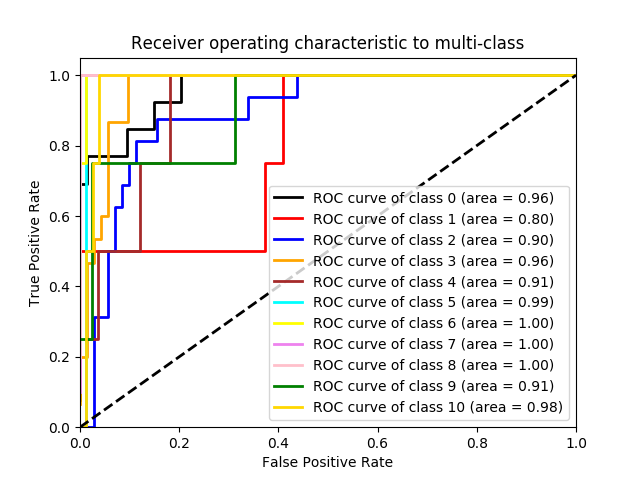 Receiver operating characteristic to multi-class
1.0
0.8
0.6
0.4
0.2
0.0
True Positive Rate
ROC curve of class 0 (area = 0.96)
ROC curve of class 1 (area = 0.80)
ROC curve of class 2 (area = 0.90)
ROC curve of class 3 (area = 0.96)
ROC curve of class 4 (area = 0.91)
ROC curve of class 5 (area = 0.99)
ROC curve of class 6 (area = 1.00)
ROC curve of class 7 (area = 1.00)
ROC curve of class 8 (area = 1.00)
ROC curve of class 9 (area = 0.91)
ROC curve of class 10 (area = 0.98)
0.0 0.2 0.4 0.6 0.8 1.0
False Positive Rate